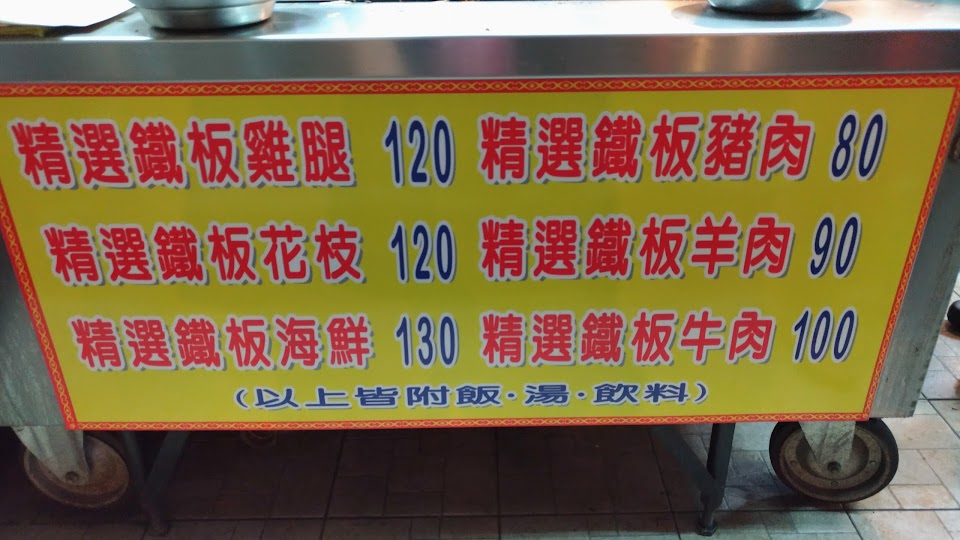 精選鐵板雞腿 120 精選鐵板豬肉 80
精選鐵板花枝 120 精選鐵板羊肉 90
精選鐵板海鮮 130 精選鐵板牛肉 100
(以上皆附飯·湯·飲料)